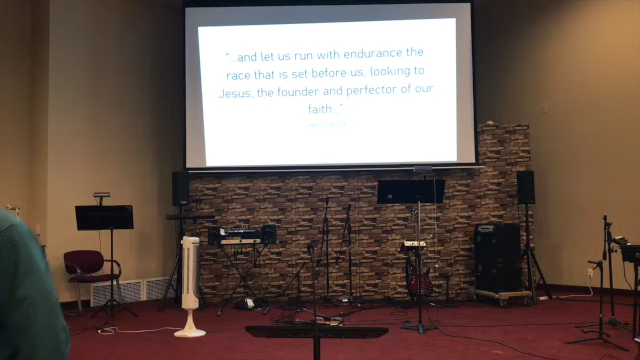 "...and let us run with endurance the
race that is set before us, looking to
Jesus, the founder and perfector of our
faith..."